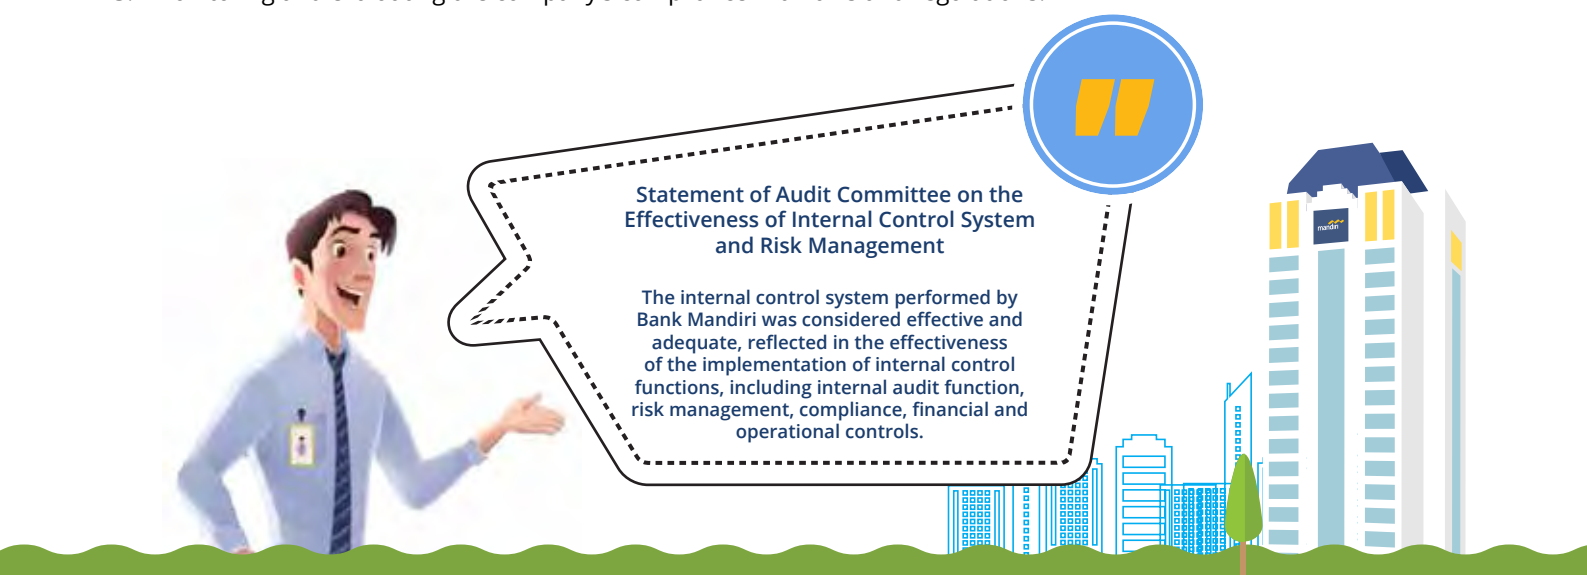 Statement of Audit Committee on the
Effectiveness of Internal Control System
and Risk Management
The internal control system performed by
Bank Mandiri was considered effective and
adequate, reflected in the effectiveness
of the implementation of internal control
functions, including internal audit function,
risk management, compliance, financial and
operational controls.
mandiri